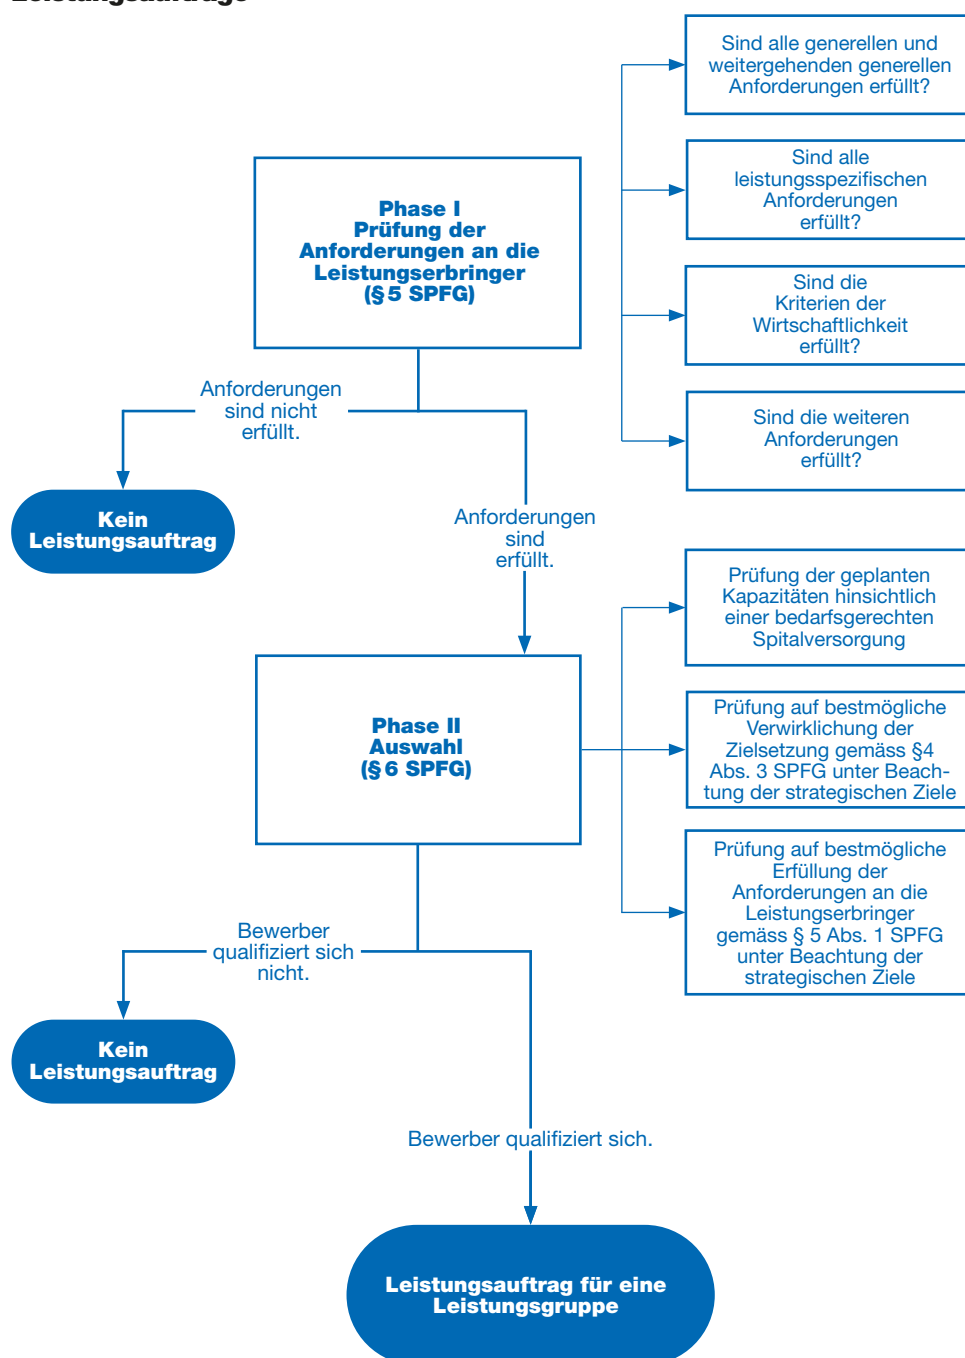 Leistungsaufträge
Sind alle generellen und
weitergehenden generellen
Anforderungen erfüllt?
Sind alle
leistungsspezifischen
Anforderungen
erfüllt?
Phase I
Prüfung der
Anforderungen an die
Leistungserbringer
(§ 5 SPFG)
Sind die
Kriterien der
Wirtschaftlichkeit
erfüllt?
Anforderungen
sind nicht
erfüllt.
Sind die weiteren
Anforderungen
erfüllt?
Kein
Leistungsauftrag
Anforderungen
sind
erfüllt.
Prüfung der geplanten
Kapazitäten hinsichtlich
einer bedarfsgerechten
Spitalversorgung
Phase II
Auswahl
(§ 6 SPFG)
Prüfung auf bestmögliche
Verwirklichung der
Zielsetzung gemäss §4
Abs. 3 SPFG unter Beach-
tung der strategischen Ziele
Prüfung auf bestmögliche
Erfüllung der
Anforderungen an die
Leistungserbringer
gemäss § 5 Abs. 1 SPFG
unter Beachtung der
strategischen Ziele
Bewerber
qualifiziert sich
nicht.
Kein
Leistungsauftrag
Bewerber qualifiziert sich.
Leistungsauftrag für eine
Leistungsgruppe